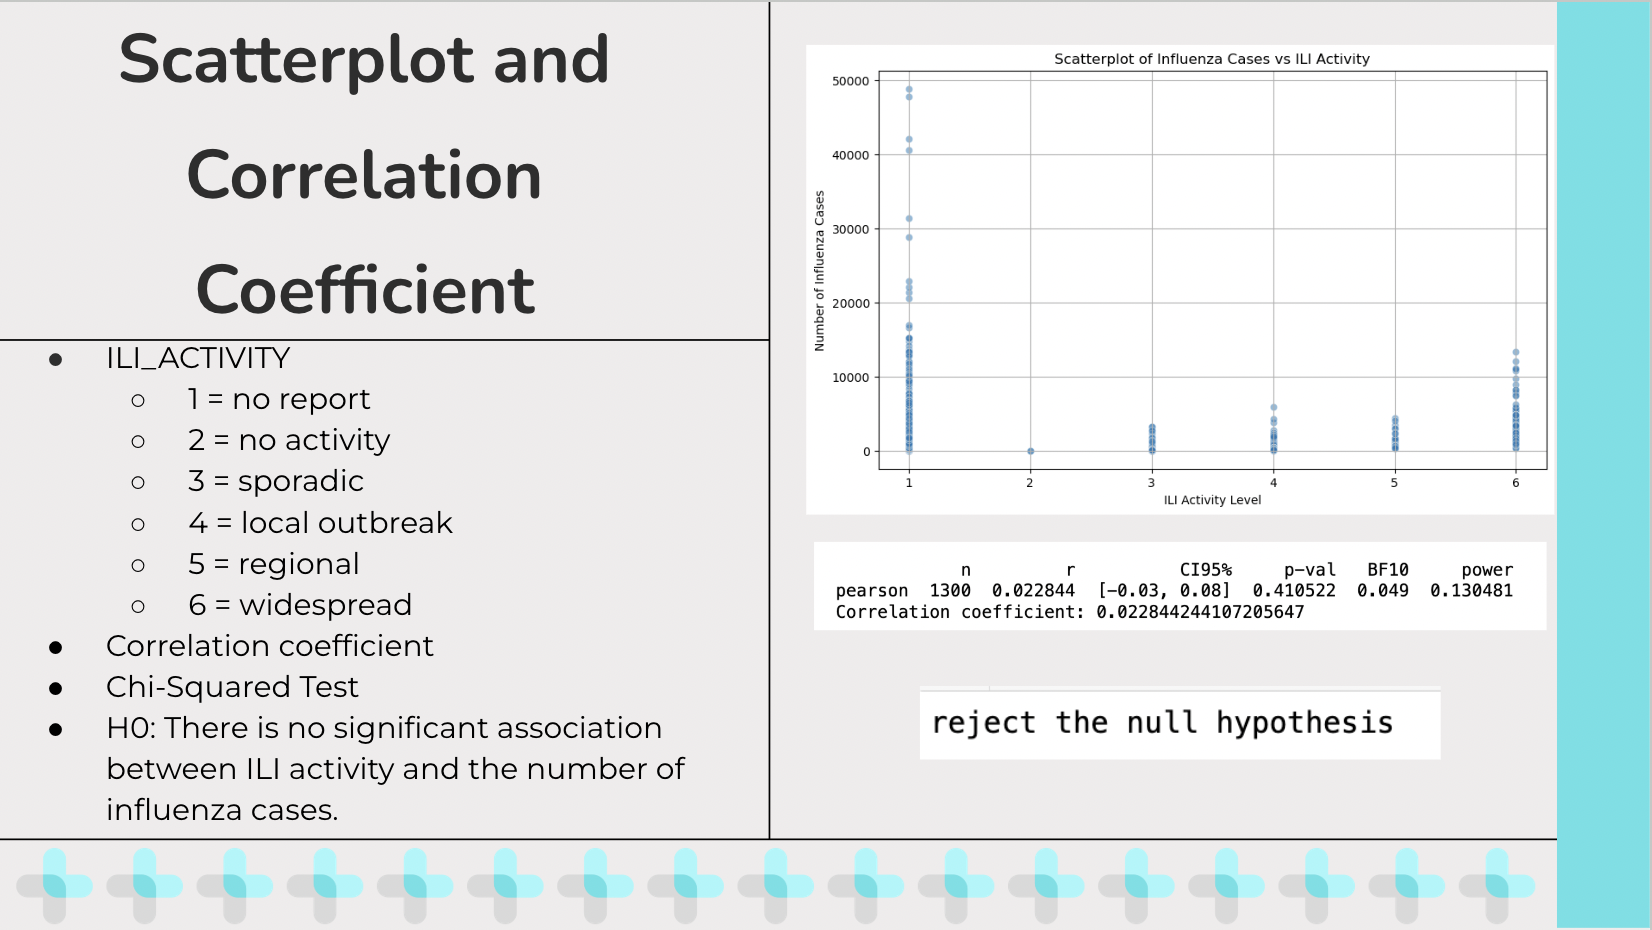 Scatterplot and
Correlation
Coefficient
● ILI_ACTIVITY
○ 1 = no report
○ 2 = no activity
○ 3 = sporadic
○ 4 = local outbreak
○ 5 = regional
○ 6 = widespread
● Correlation coefficient
● Chi-Squared Test
● H0: There is no significant association
between ILI activity and the number of
influenza cases.
Scatterplot of Influenza Cases vs ILI Activity
Number of Influenza Cases
50000
40000
30000
20000
10000
0
1 2 3 4 5 6
ILI Activity Level
n r CI95% p-val BF10 power
pearson 1300 0.022844 [-0.03, 0.08] 0.410522 0.049 0.130481
Correlation coefficient: 0.022844244107205647
reject the null hypothesis